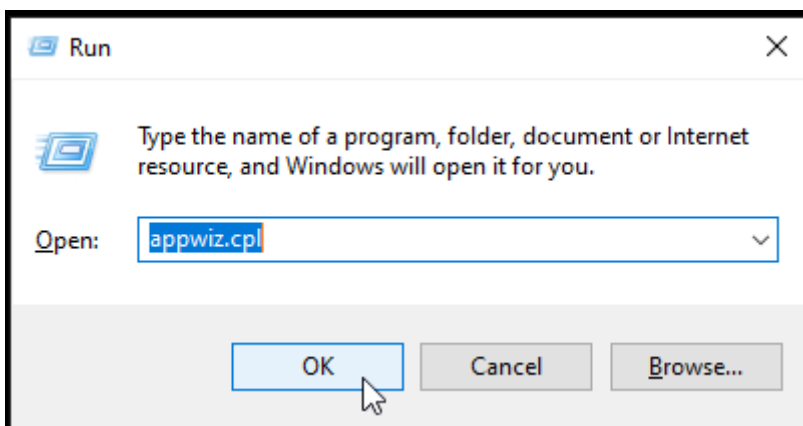 Run
Type the name of a program, folder, document or Internet
resource, and Windows will open it for you.
Open: appwiz.cpl
OK Cancel Browse...